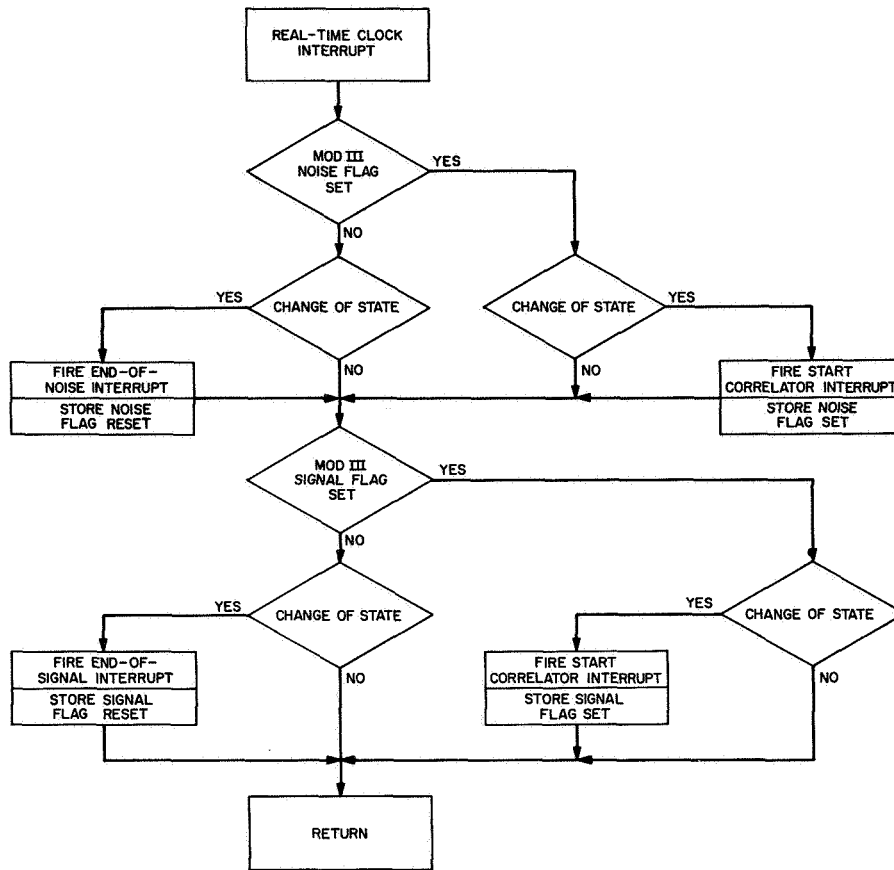 REAL-TIME CLOCK
INTERRUPT
MOD III
NOISE FLAG
SET
YES
NO
CHANGE OF STATE
YES
NO
CHANGE OF STATE
YES
NO
FIRE END-OF-
NOISE INTERRUPT
STORE NOISE
FLAG RESET
FIRE START
CORRELATOR INTERRUPT
STORE NOISE
FLAG SET
MOD III
SIGNAL FLAG
SET
YES
NO
CHANGE OF STATE
YES
NO
CHANGE OF STATE
YES
NO
FIRE END-OF-
SIGNAL INTERRUPT
STORE SIGNAL
FLAG RESET
FIRE START
CORRELATOR INTERRUPT
STORE SIGNAL
FLAG SET
RETURN